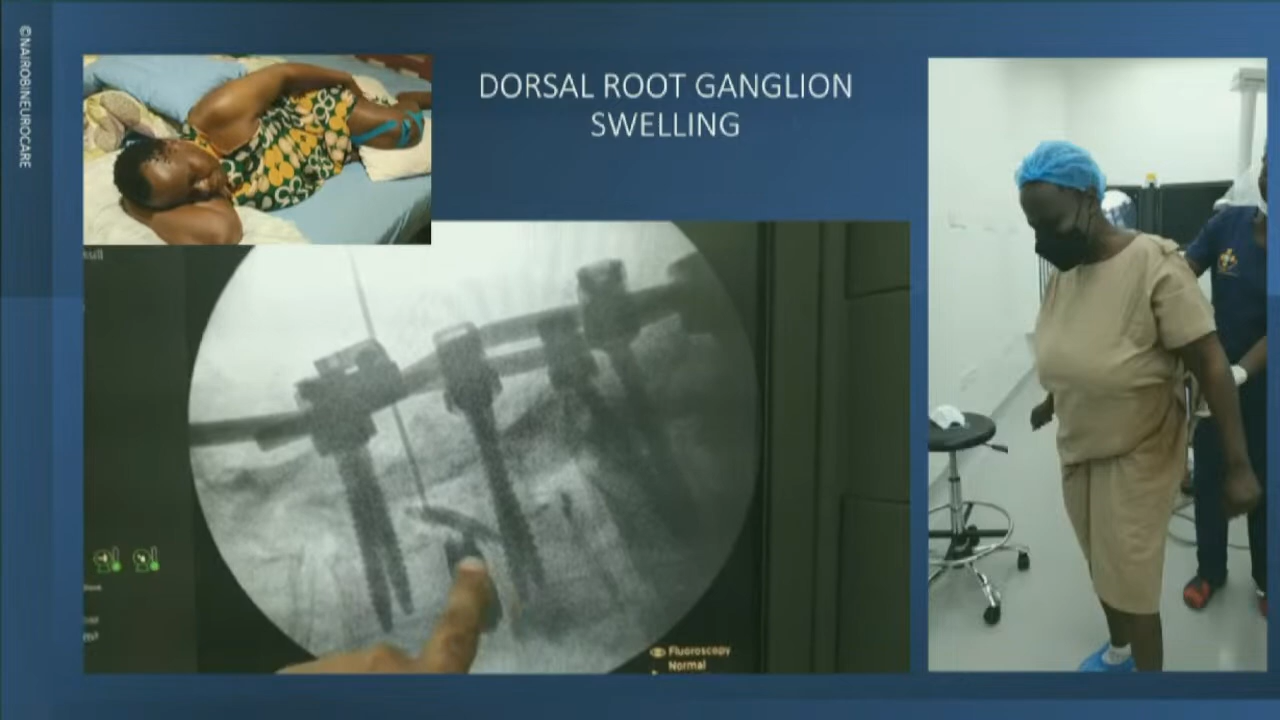 ©NAIROBINEUROCARE
DORSAL ROOT GANGLION
SWELLING
Fluoroscopy
Normal